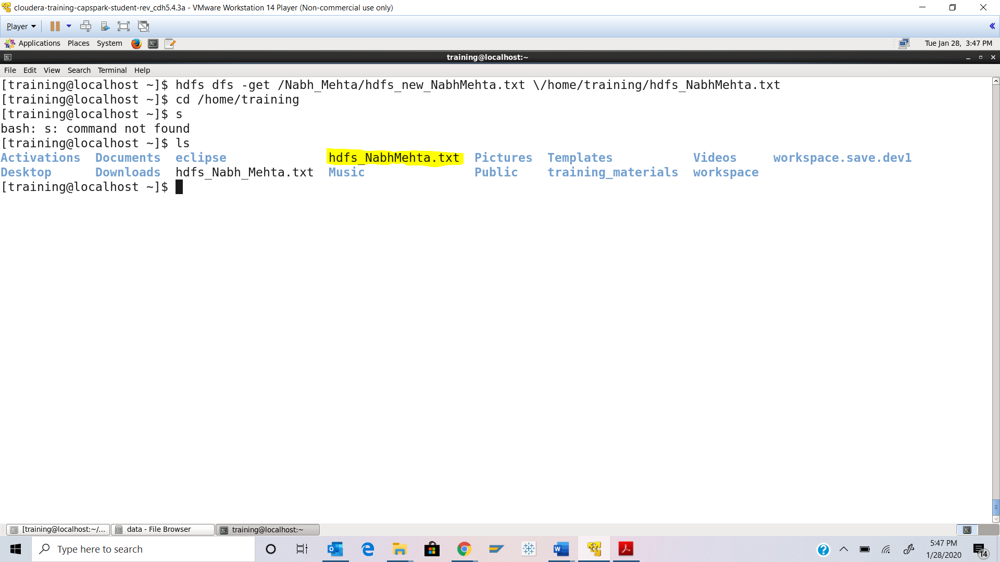 cloudera-training-capspark-student-rev_cdh5.4.3a - VMware Workstation 14 Player (Non-commercial use only)
Player
Applications Places System Tue Jan 28, 3:47 PM
training@localhost:~
File Edit View Search Terminal Help
[training@localhost ~]$ hdfs dfs -get /Nabh_Mehta/hdfs_new_NabhMehta.txt \/home/training/hdfs_NabhMehta.txt
[training@localhost ~]$ cd /home/training
[training@localhost ~]$ s
bash: s: command not found
[training@localhost ~]$ ls
Activations Documents eclipse hdfs_NabhMehta.txt Pictures Templates Videos workspace.save.dev1
Desktop Downloads hdfs_Nabh_Mehta.txt Music Public training_materials workspace
[training@localhost ~]$
[training@localhost:~/... data - File Browser training@localhost:~
Type here to search
5:47 PM
1/28/2020
14